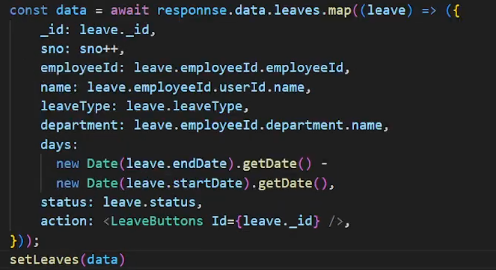 const data = await responnse.data.leaves.map((leave) => ({
_id: leave._id,
sno: sno++,
employeeId: leave.employeeId.employeeId,
name: leave.employeeId.userId.name,
leaveType: leave.leaveType,
department: leave.employeeId.department.name,
days:
new Date(leave.endDate).getDate() -
new Date(leave.startDate).getDate(),
status: leave.status,
action: <LeaveButtons Id={leave._id} />,
}));
setLeaves(data)